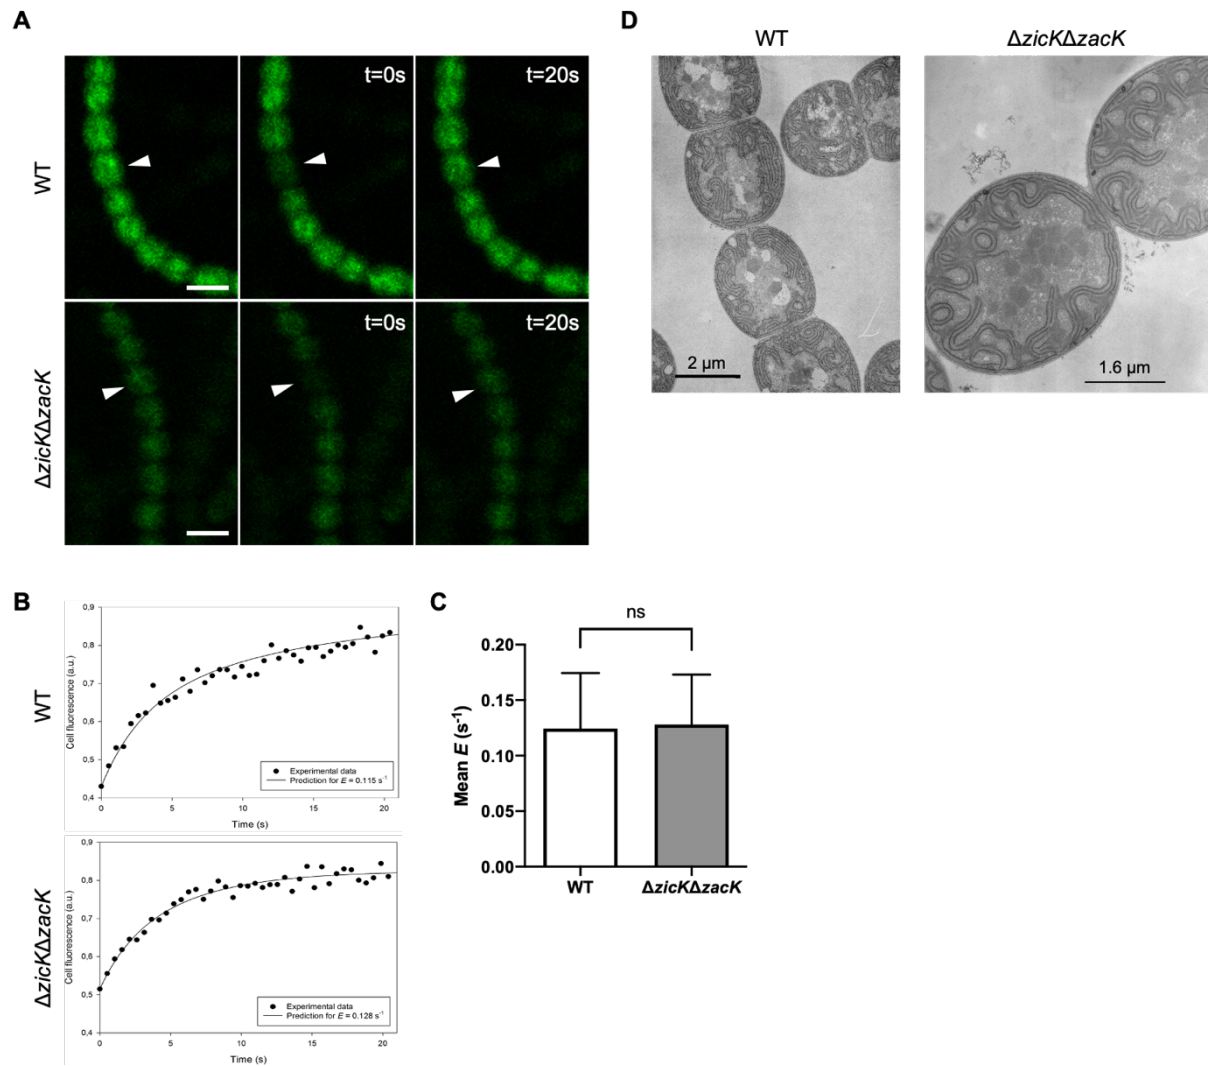 A
t=0s
t=20s
WT
t=0s
t=20s
ΔzicKΔzacK
B
0,9
0,8
0,7
0,6
0,5
0,4
Cell fluorescence (a.u.)
WT
Experimental data
Prediction for E = 0.115 s⁻¹
0
5
10
15
20
Time (s)
0,9
0,8
0,7
0,6
0,5
0,4
Cell fluorescence (a.u.)
ΔzicKΔzacK
Experimental data
Prediction for E = 0.128 s⁻¹
0
5
10
15
20
Time (s)
C
ns
0.20
0.15
0.10
0.05
0.00
Mean E (s⁻¹)
WT
ΔzicKΔzacK
D
WT
ΔzicKΔzacK
2 μm
1.6 μm